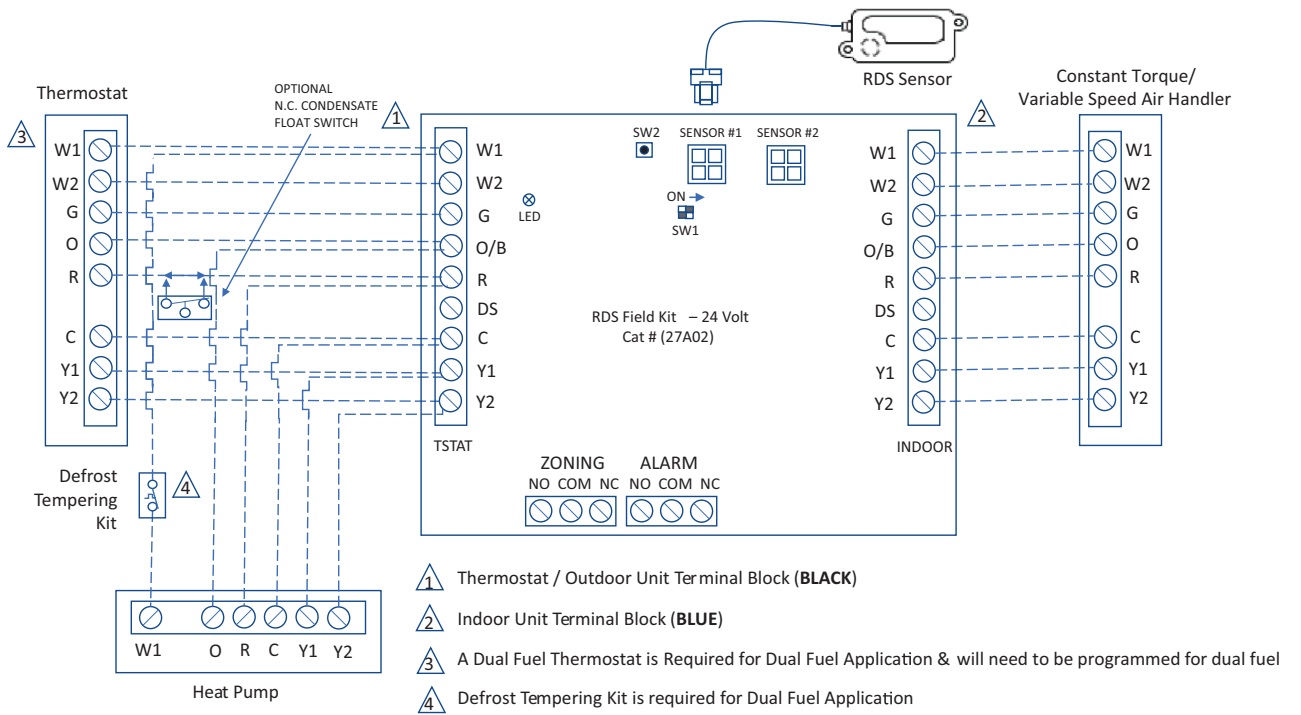 RDS Sensor
Constant Torque/
Variable Speed Air Handler
Thermostat
OPTIONAL
N.C. CONDENSATE
FLOAT SWITCH
3
1
2
W1
W2
G
O
R
C
Y1
Y2
W1
W2
G
O/B
R
DS
C
Y1
Y2
TSTAT
SW2
SENSOR #1
SENSOR #2
LED
ON
SW1
RDS Field Kit – 24 Volt
Cat # (27A02)
W1
W2
G
O/B
R
DS
C
Y1
Y2
INDOOR
W1
W2
G
O
R
C
Y1
Y2
ZONING
NO COM NC
ALARM
NO COM NC
Defrost
Tempering
Kit
4
W1 O R C Y1 Y2
Heat Pump
1 Thermostat / Outdoor Unit Terminal Block (BLACK)
2 Indoor Unit Terminal Block (BLUE)
3 A Dual Fuel Thermostat is Required for Dual Fuel Application & will need to be programmed for dual fuel
4 Defrost Tempering Kit is required for Dual Fuel Application